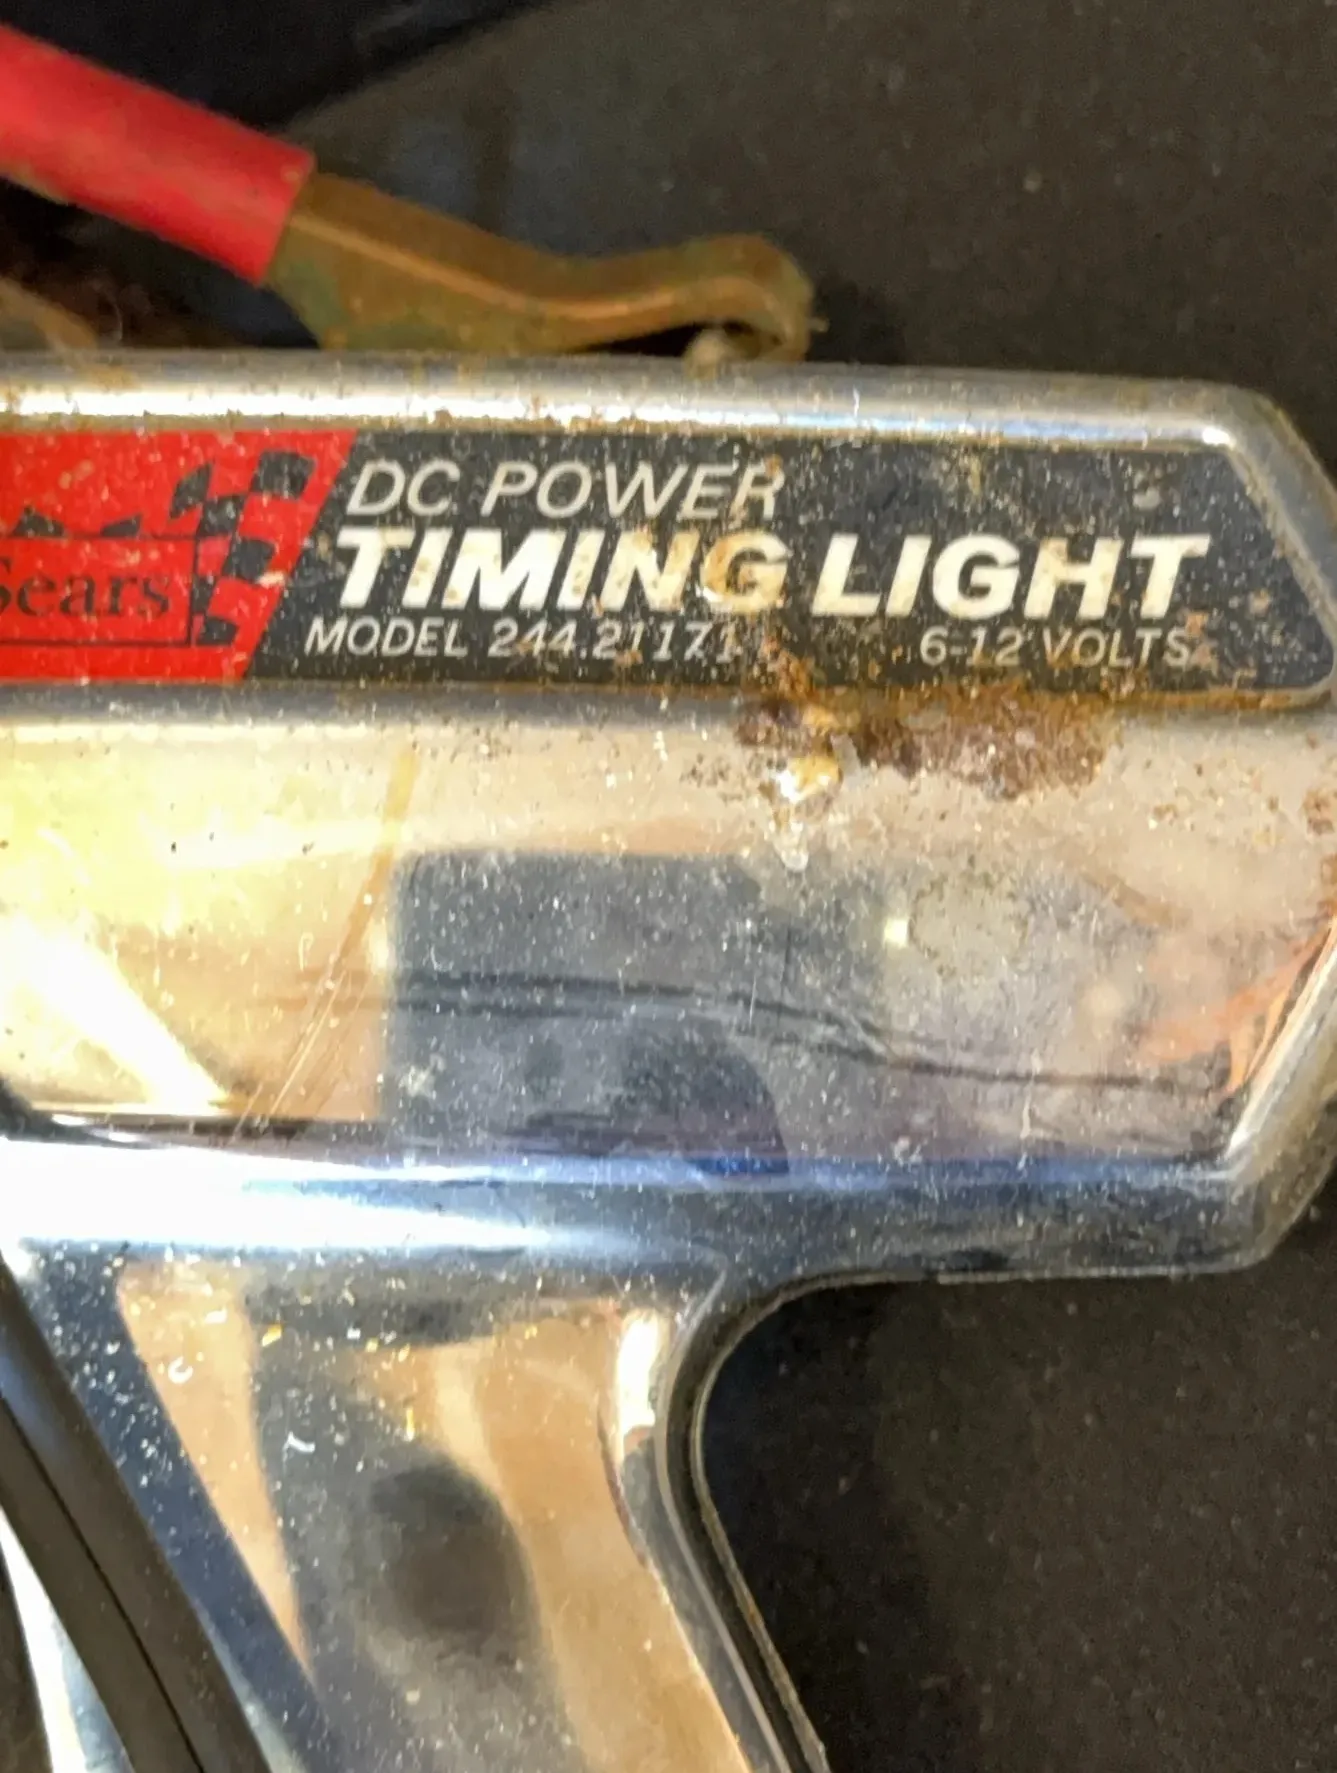 Sears
DC POWER
TIMING LIGHT
MODEL 244.21171
6-12 VOLTS